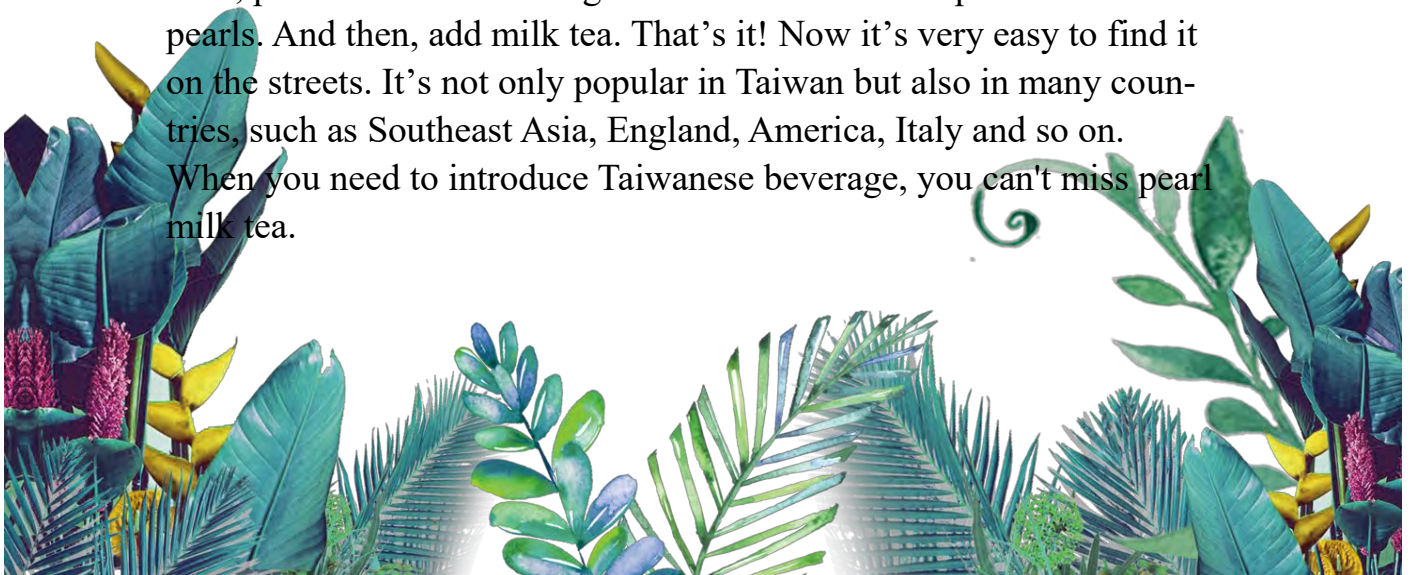 pearls. And then, add milk tea. That’s it! Now it’s very easy to find it
on the streets. It’s not only popular in Taiwan but also in many coun-
tries, such as Southeast Asia, England, America, Italy and so on.
When you need to introduce Taiwanese beverage, you can't miss pearl
milk tea.